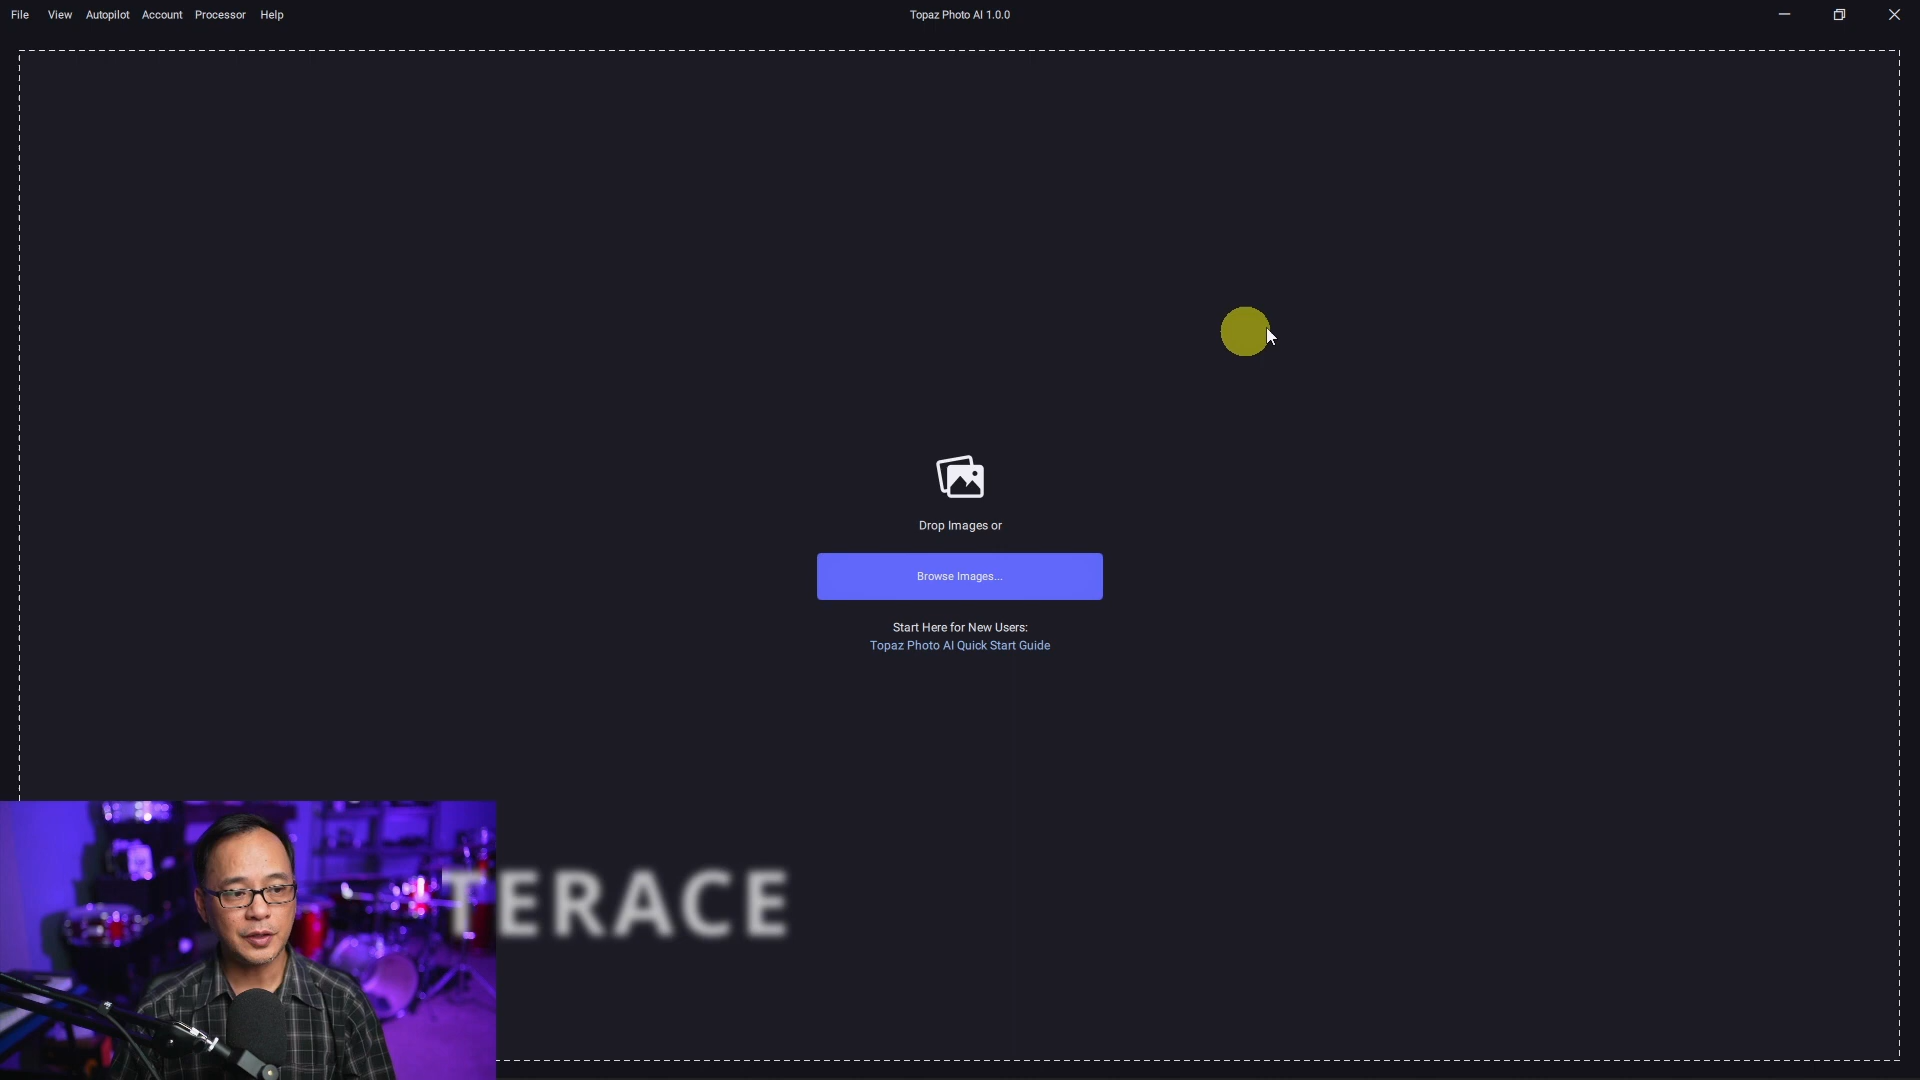 File View Autopilot Account Processor Help
Topaz Photo AI 1.0.0
Drop Images or
Browse Images...
Start Here for New Users:
Topaz Photo AI Quick Start Guide
TERACE